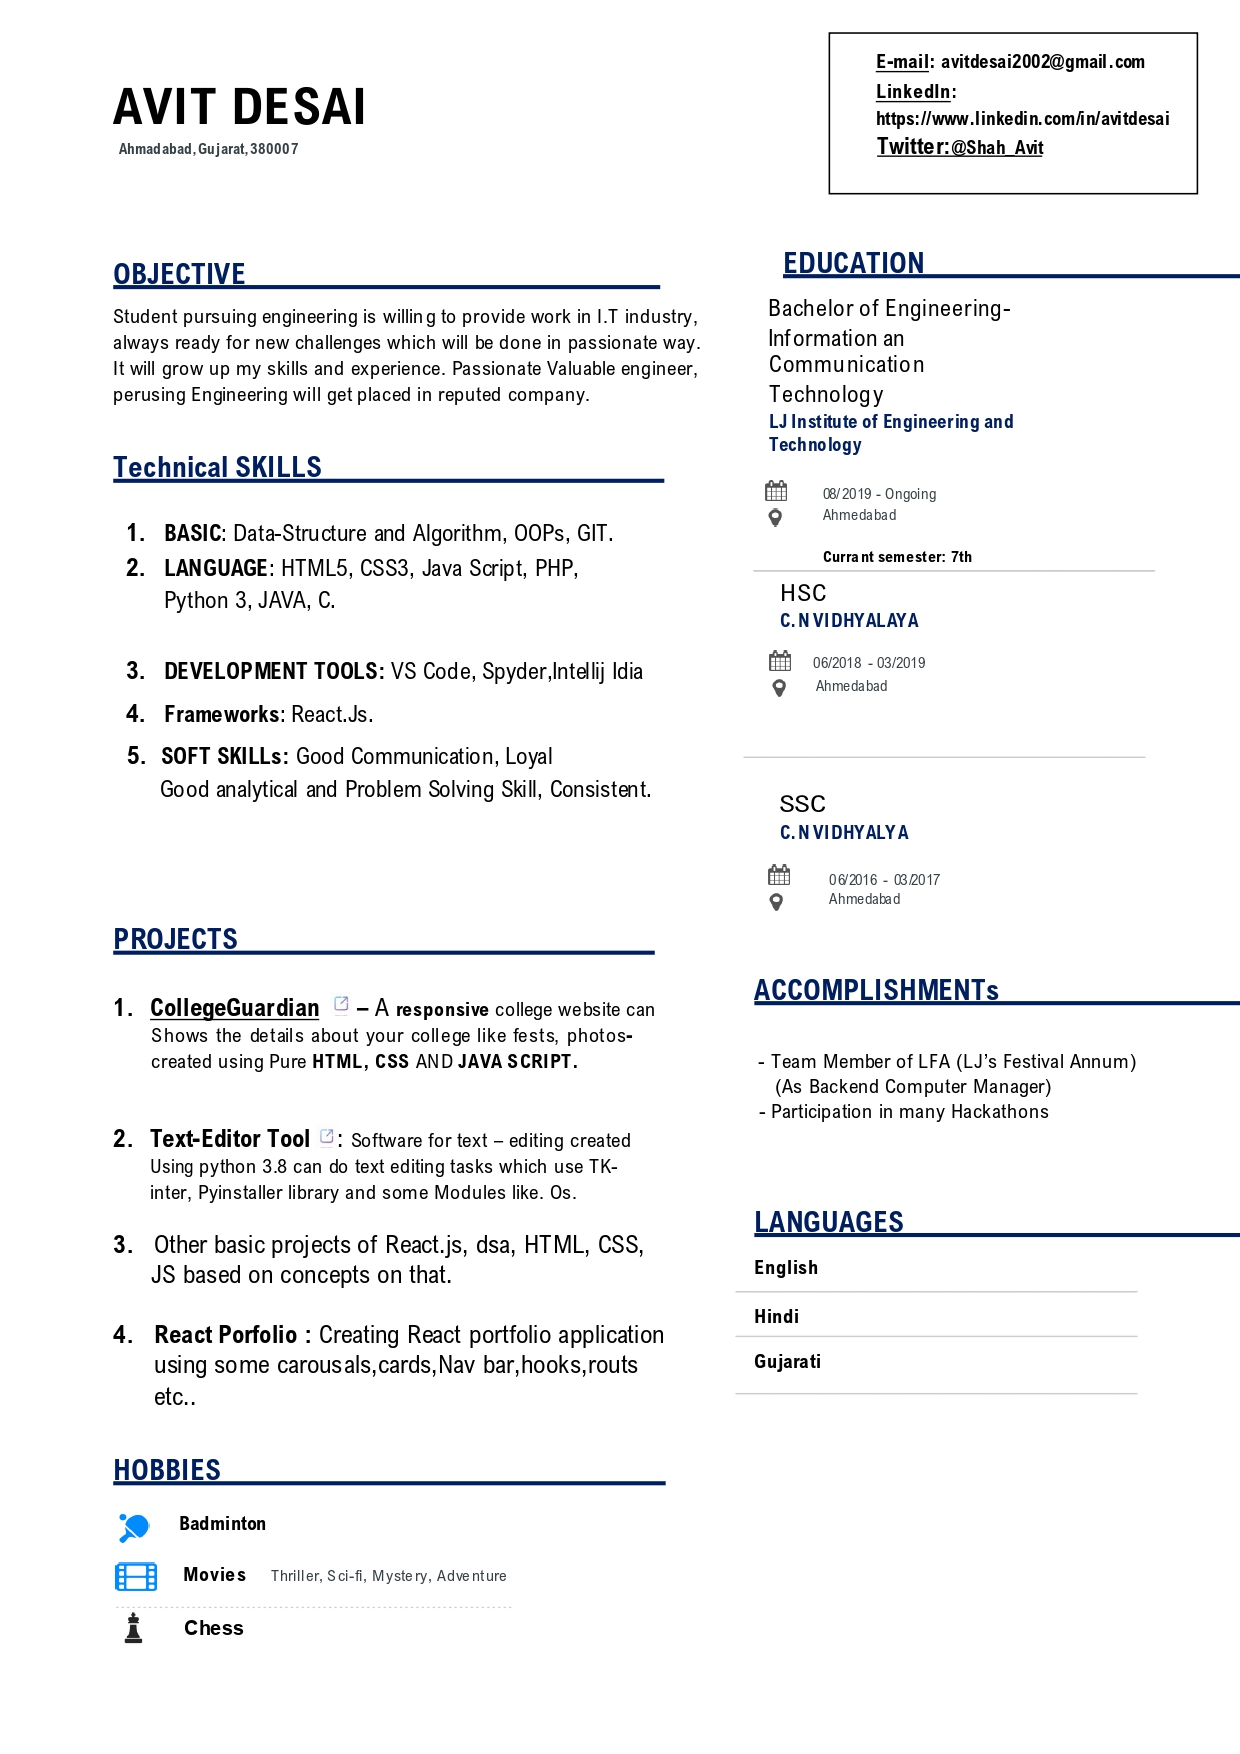 AVIT DESAI
Ahmadabad, Gujarat, 380007
E-mail: avitdesai2002@gmail.com
LinkedIn:
https://www.linkedin.com/in/avitdesai
Twitter:@Shah_Avit
OBJECTIVE
Student pursuing engineering is willing to provide work in I.T industry,
always ready for new challenges which will be done in passionate way.
It will grow up my skills and experience. Passionate Valuable engineer,
perusing Engineering will get placed in reputed company.
Technical SKILLS
1. BASIC: Data-Structure and Algorithm, OOPs, GIT.
2. LANGUAGE: HTML5, CSS3, Java Script, PHP,
Python 3, JAVA, C.
3. DEVELOPMENT TOOLS: VS Code, Spyder,Intellij Idia
4. Frameworks: React.Js.
5. SOFT SKILLs: Good Communication, Loyal
Good analytical and Problem Solving Skill, Consistent.
PROJECTS
1. CollegeGuardian – A responsive college website can
Shows the details about your college like fests, photos-
created using Pure HTML, CSS AND JAVA SCRIPT.
2. Text-Editor Tool : Software for text – editing created
Using python 3.8 can do text editing tasks which use TK-
inter, Pyinstaller library and some Modules like. Os.
3. Other basic projects of React.js, dsa, HTML, CSS,
JS based on concepts on that.
4. React Porfolio : Creating React portfolio application
using some carousals,cards,Nav bar,hooks,routs
etc..
HOBBIES
Badminton
Movies Thriller, Sci-fi, Mystery, Adventure
Chess
EDUCATION
Bachelor of Engineering-
Information an
Communication
Technology
LJ Institute of Engineering and
Technology
08/2019 - Ongoing
Ahmedabad
Currant semester: 7th
HSC
C. N VIDHYALAYA
06/2018 - 03/2019
Ahmedabad
SSC
C. N VIDHYALYA
06/2016 - 03/2017
Ahmedabad
ACCOMPLISHMENTs
- Team Member of LFA (LJ’s Festival Annum)
(As Backend Computer Manager)
- Participation in many Hackathons
LANGUAGES
English
Hindi
Gujarati